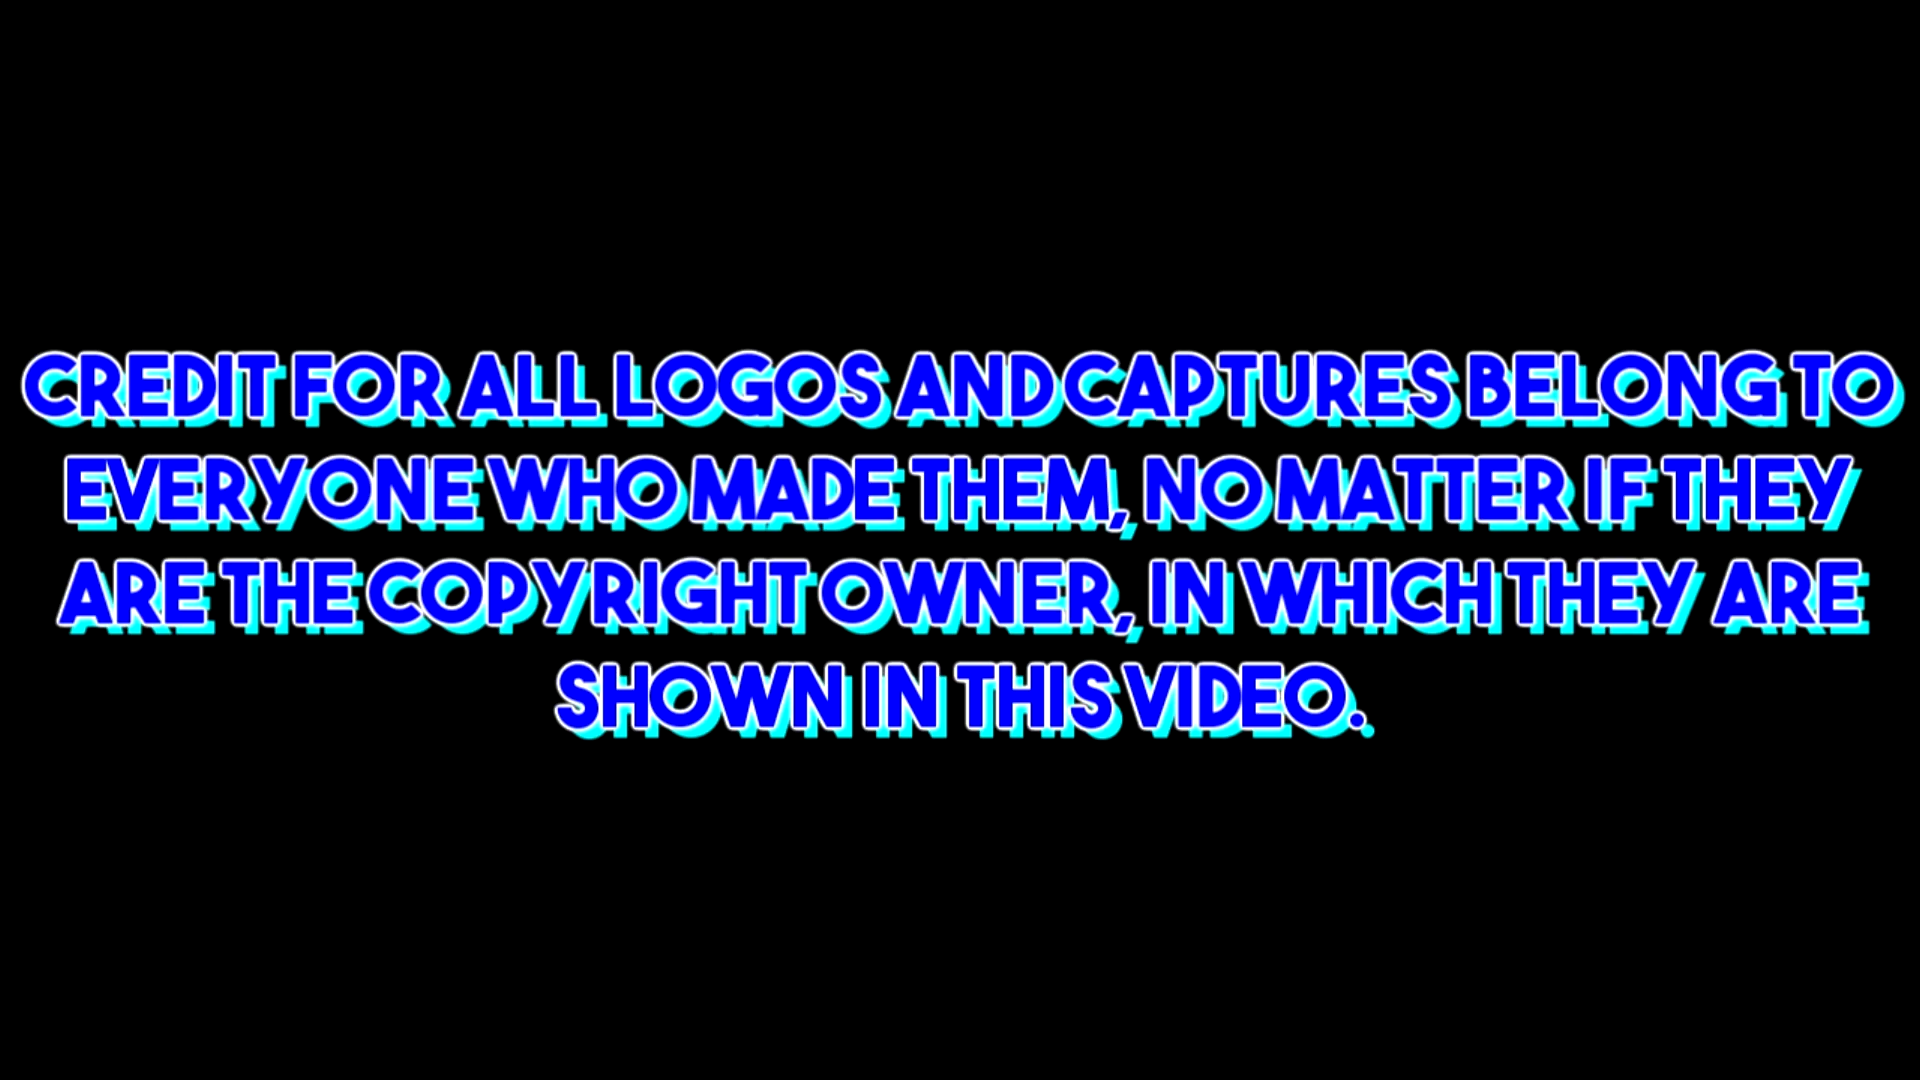 CREDIT FOR ALL LOGOS AND CAPTURES BELONG TO
EVERYONE WHO MADE THEM, NO MATTER IF THEY
ARE THE COPYRIGHT OWNER, IN WHICH THEY ARE
SHOWN IN THIS VIDEO.